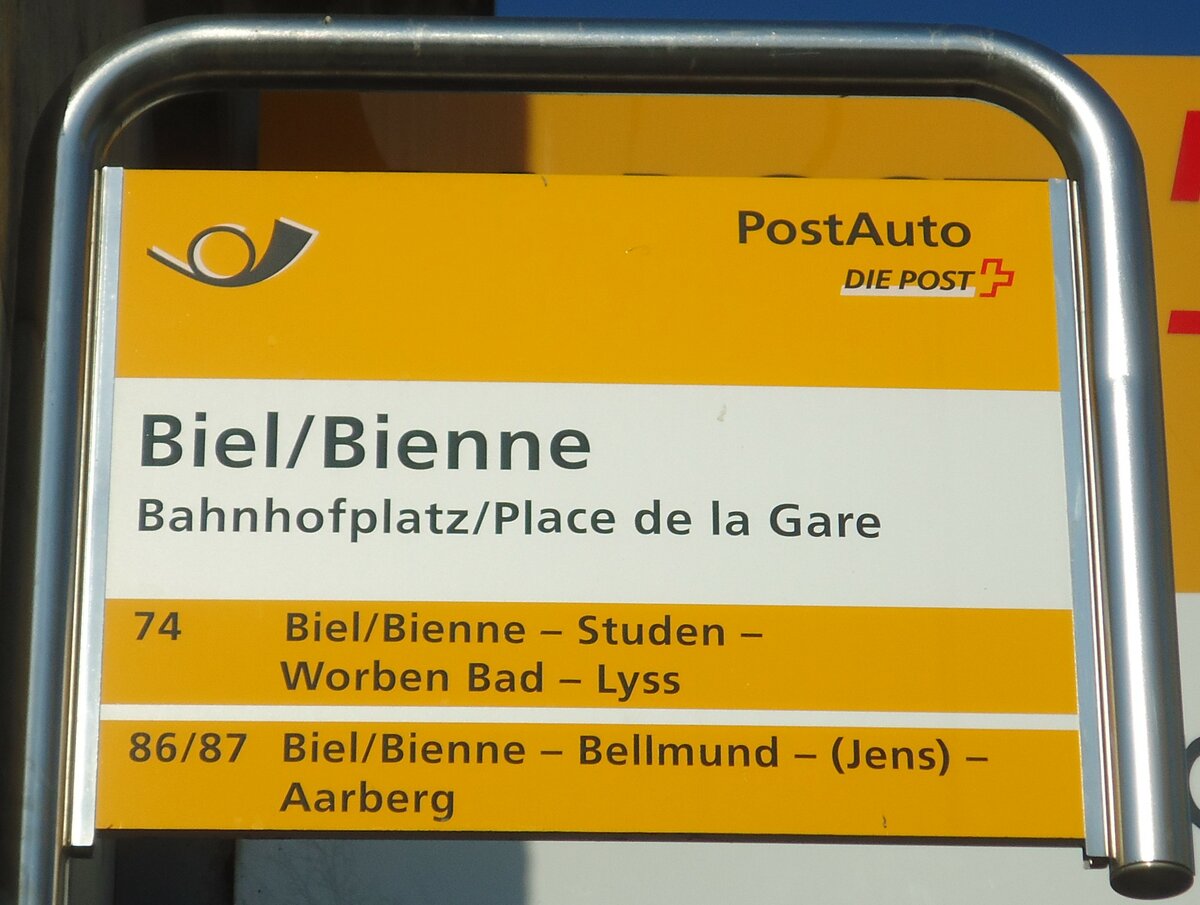 PostAuto
DIE POST
Biel/Bienne
Bahnhofplatz/Place de la Gare
74 Biel/Bienne – Studen –
Worben Bad – Lyss
86/87 Biel/Bienne – Bellmund – (Jens) –
Aarberg